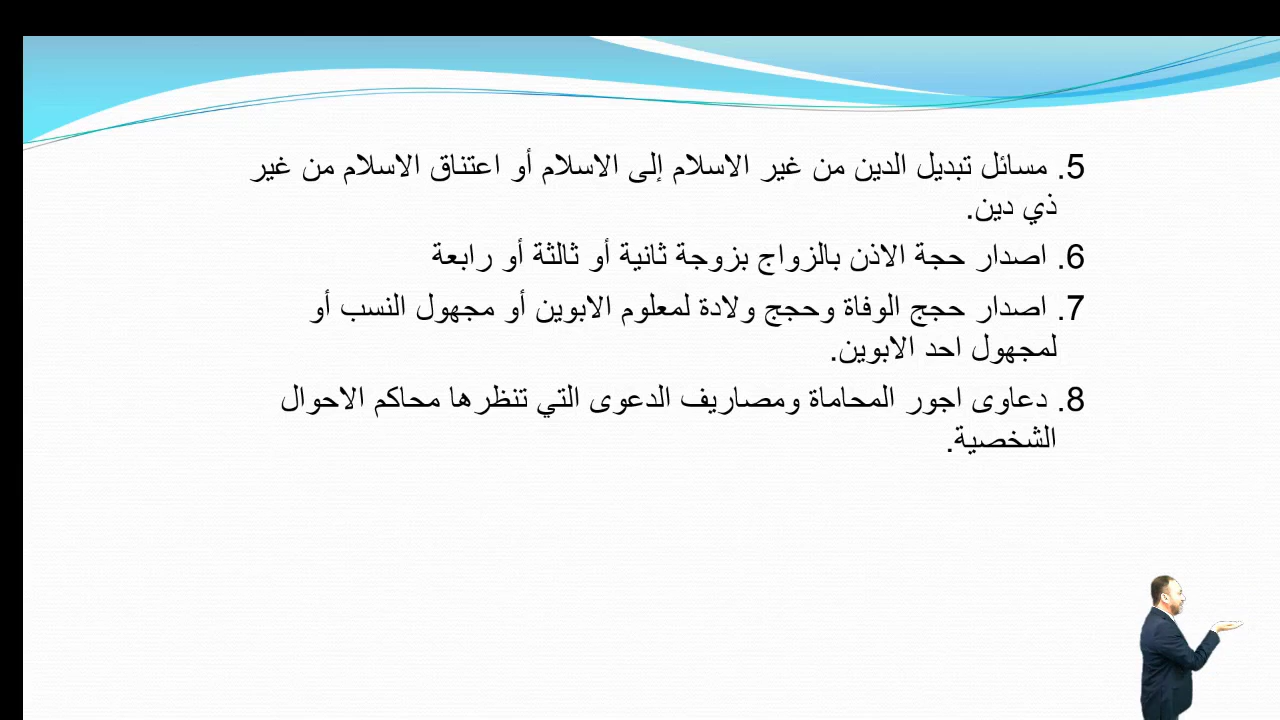 5. مسائل تبديل الدين من غير الاسلام إلى الاسلام أو اعتناق الاسلام من غير
ذي دين.
6. اصدار حجة الاذن بالزواج بزوجة ثانية أو ثالثة أو رابعة
7. اصدار حجج الوفاة وحجج ولادة لمعلوم الابوين أو مجهول النسب أو
لمجهول احد الابوين.
8. دعاوى اجور المحاماة ومصاريف الدعوى التي تنظرها محاكم الاحوال
الشخصية.